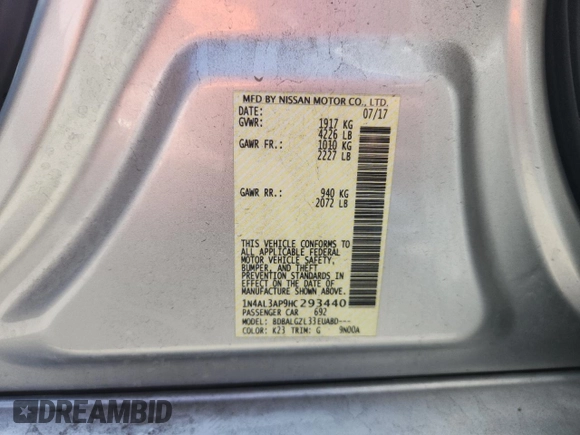 MFD BY NISSAN MOTOR CO., LTD.
DATE: 07/17
GVWR: 1917 KG
4226 LB
GAWR FR.: 1010 KG
2227 LB
GAWR RR.: 940 KG
2072 LB
THIS VEHICLE CONFORMS TO
ALL APPLICABLE FEDERAL
MOTOR VEHICLE SAFETY,
BUMPER, AND THEFT
PREVENTION STANDARDS IN
EFFECT ON THE DATE OF
MANUFACTURE SHOWN ABOVE.
1N4AL3AP9HC293440
PASSENGER CAR 692
MODEL: BDBALGZL33EUABD---
COLOR: K23 TRIM: G 9N00A
DREAMBID